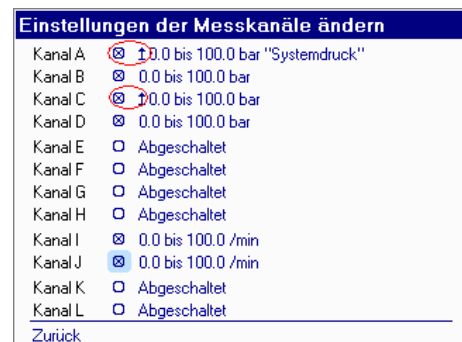 Einstellungen der Messkanäle ändern
Kanal A 0.0 bis 100.0 bar "Systemdruck"
Kanal B 0.0 bis 100.0 bar
Kanal C 0.0 bis 100.0 bar
Kanal D 0.0 bis 100.0 bar
Kanal E Abgeschaltet
Kanal F Abgeschaltet
Kanal G Abgeschaltet
Kanal H Abgeschaltet
Kanal I 0.0 bis 100.0 /min
Kanal J 0.0 bis 100.0 /min
Kanal K Abgeschaltet
Kanal L Abgeschaltet
Zurück